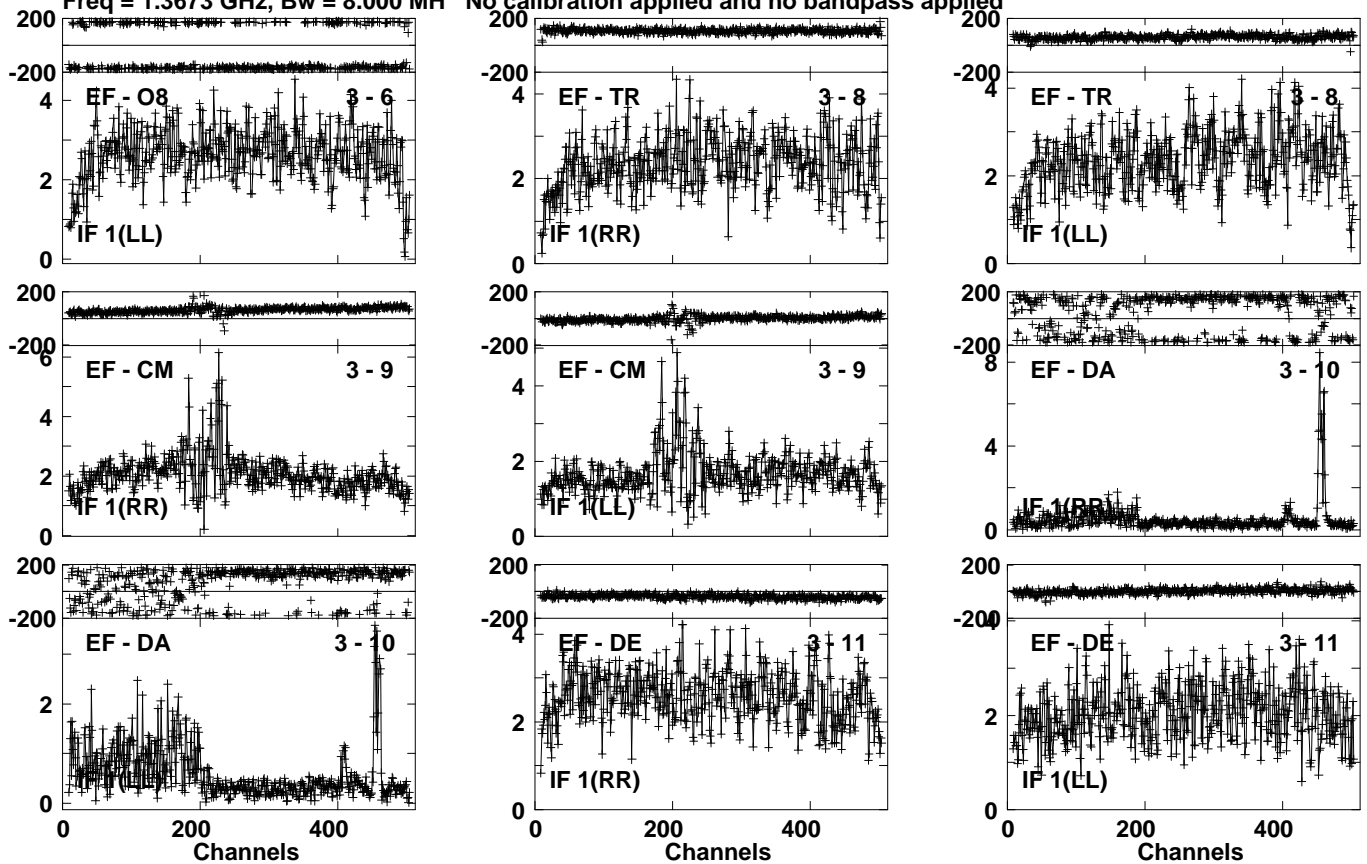 Freq = 1.3673 GHz, Bw = 8.000 MH No calibration applied and no bandpass applied
200
-200
EF - O8 3 - 6
4
2
0
IF 1(LL)
200
-200
EF - TR 3 - 8
4
2
0
IF 1(RR)
200
-200
EF - TR 3 - 8
4
2
0
IF 1(LL)
200
-200
EF - CM 3 - 9
6
4
2
0
IF 1(RR)
200
-200
EF - CM 3 - 9
4
2
0
IF 1(LL)
200
-200
EF - DA 3 - 10
8
4
0
IF 1(RR)
200
-200
EF - DA 3 - 10
2
0
IF 1(LL)
0 200 400
Channels
200
-200
EF - DE 3 - 11
4
2
0
IF 1(RR)
0 200 400
Channels
200
-200
EF - DE 3 - 11
4
2
0
IF 1(LL)
0 200 400
Channels